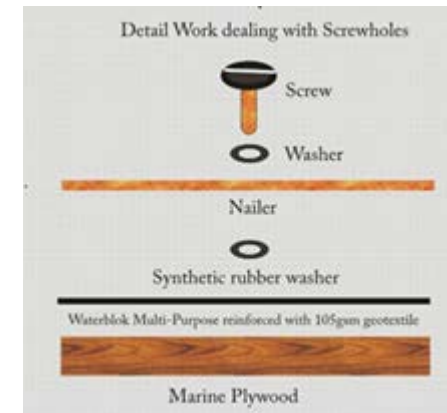 Detail Work dealing with Screwholes
Screw
Washer
Nailer
Synthetic rubber washer
Waterblok Multi-Purpose reinforced with 105gsm geotextile
Marine Plywood